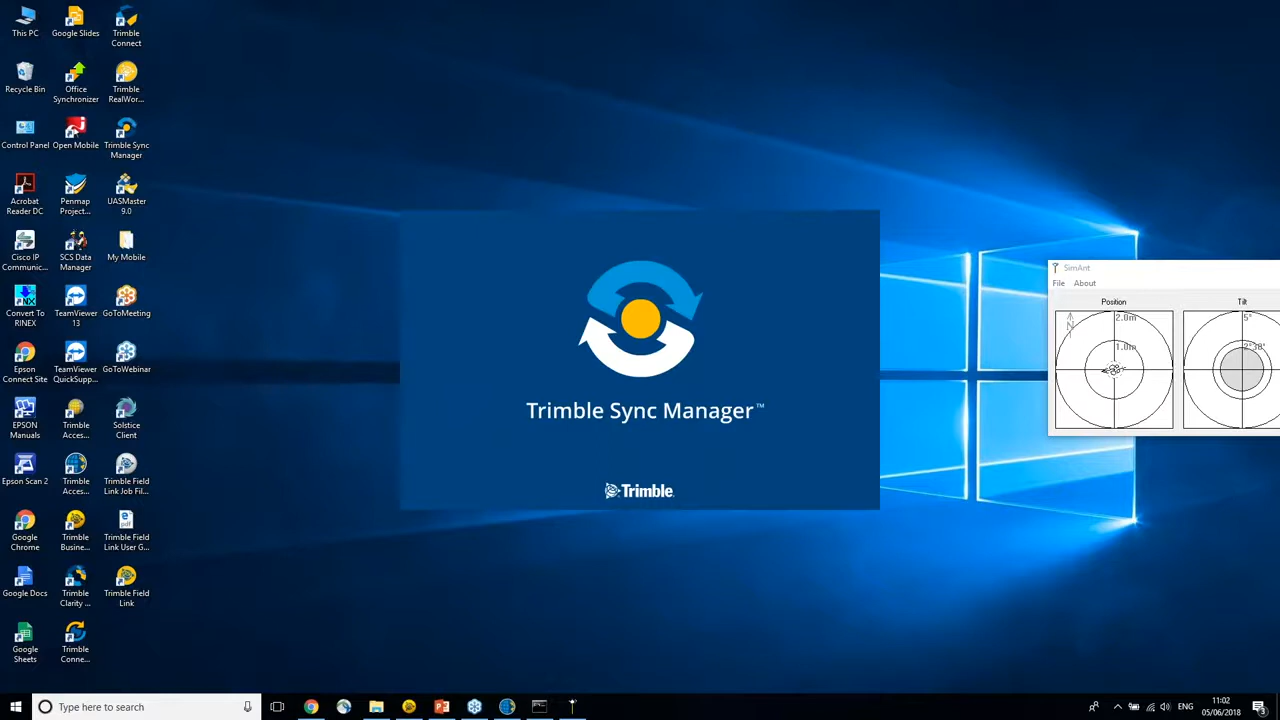 This PC
Google Slides
Trimble
Connect
Recycle Bin
Office
Synchronizer
Trimble
RealWor...
Control Panel
Open Mobile
Trimble Sync
Manager
Acrobat
Reader DC
Penmap
Project...
UASMaster
9.0
Cisco IP
Communic...
SCS Data
Manager
My Mobile
Convert To
RINEX
TeamViewer
13
GoToMeeting
Epson
Connect Site
TeamViewer
QuickSupp...
GoToWebinar
EPSON
Manuals
Trimble
Acces...
Solstice
Client
Epson Scan 2
Trimble
Acces...
Trimble Field
Link Job Fil...
Google
Chrome
Trimble
Busine...
Trimble Field
Link User G...
Google Docs
Trimble
Clarity ...
Trimble Field
Link
Google
Sheets
Trimble
Conne...
Trimble Sync Manager™
Trimble.
SimAnt
File About
Position
Tilt
N
2.0m
1.0m
5°
2°30"
Type here to search
ENG
11:02
05/06/2018
3